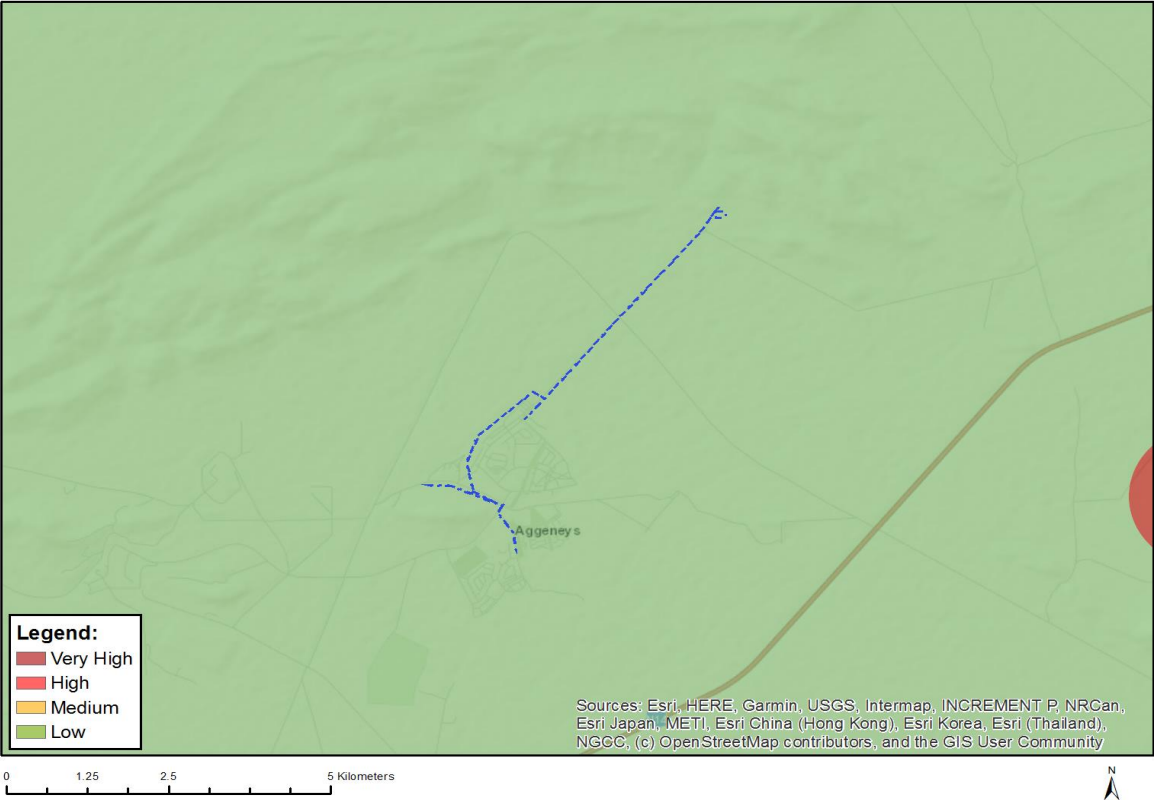 Aggeneys
Legend:
Very High
High
Medium
Low
Sources: Esri, HERE, Garmin, USGS, Intermap, INCREMENT P, NRCan,
Esri Japan, METI, Esri China (Hong Kong), Esri Korea, Esri (Thailand),
NGCC, (c) OpenStreetMap contributors, and the GIS User Community
0 1.25 2.5 5 Kilometers
N